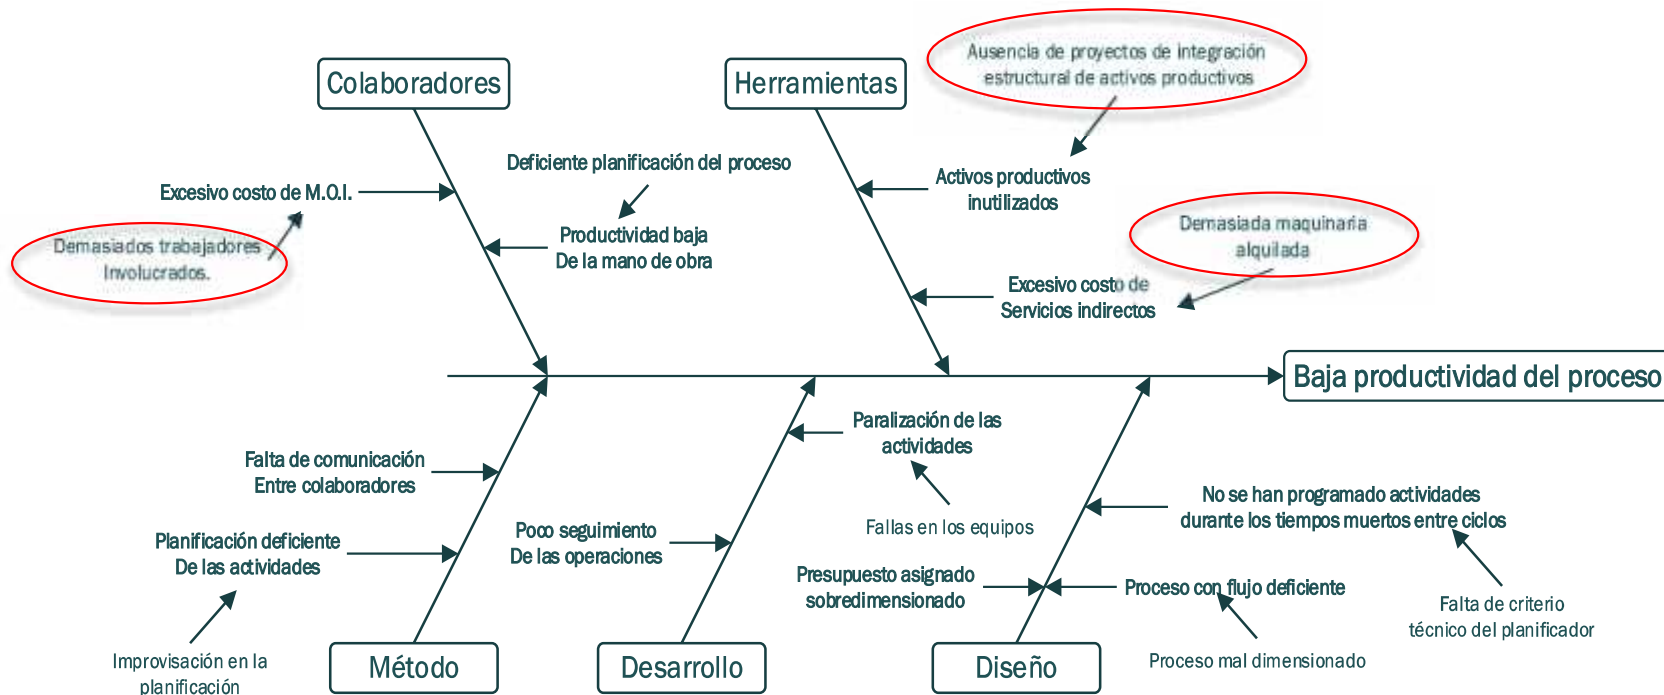 Ausencia de proyectos de integración
estructural de activos productivos
Colaboradores
Herramientas
Deficiente planificación del proceso
Excesivo costo de M.O.I.
Activos productivos
inutilizados
Demasiados trabajadores
Involucrados.
Productividad baja
De la mano de obra
Demasiada maquinaria
alquilada
Excesivo costo de
Servicios indirectos
Baja productividad del proceso
Paralización de las
actividades
Falta de comunicación
Entre colaboradores
No se han programado actividades
durante los tiempos muertos entre ciclos
Fallas en los equipos
Planificación deficiente
De las actividades
Poco seguimiento
De las operaciones
Presupuesto asignado
sobredimensionado
Proceso con flujo deficiente
Falta de criterio
técnico del planificador
Improvisación en la
planificación
Método
Desarrollo
Diseño
Proceso mal dimensionado